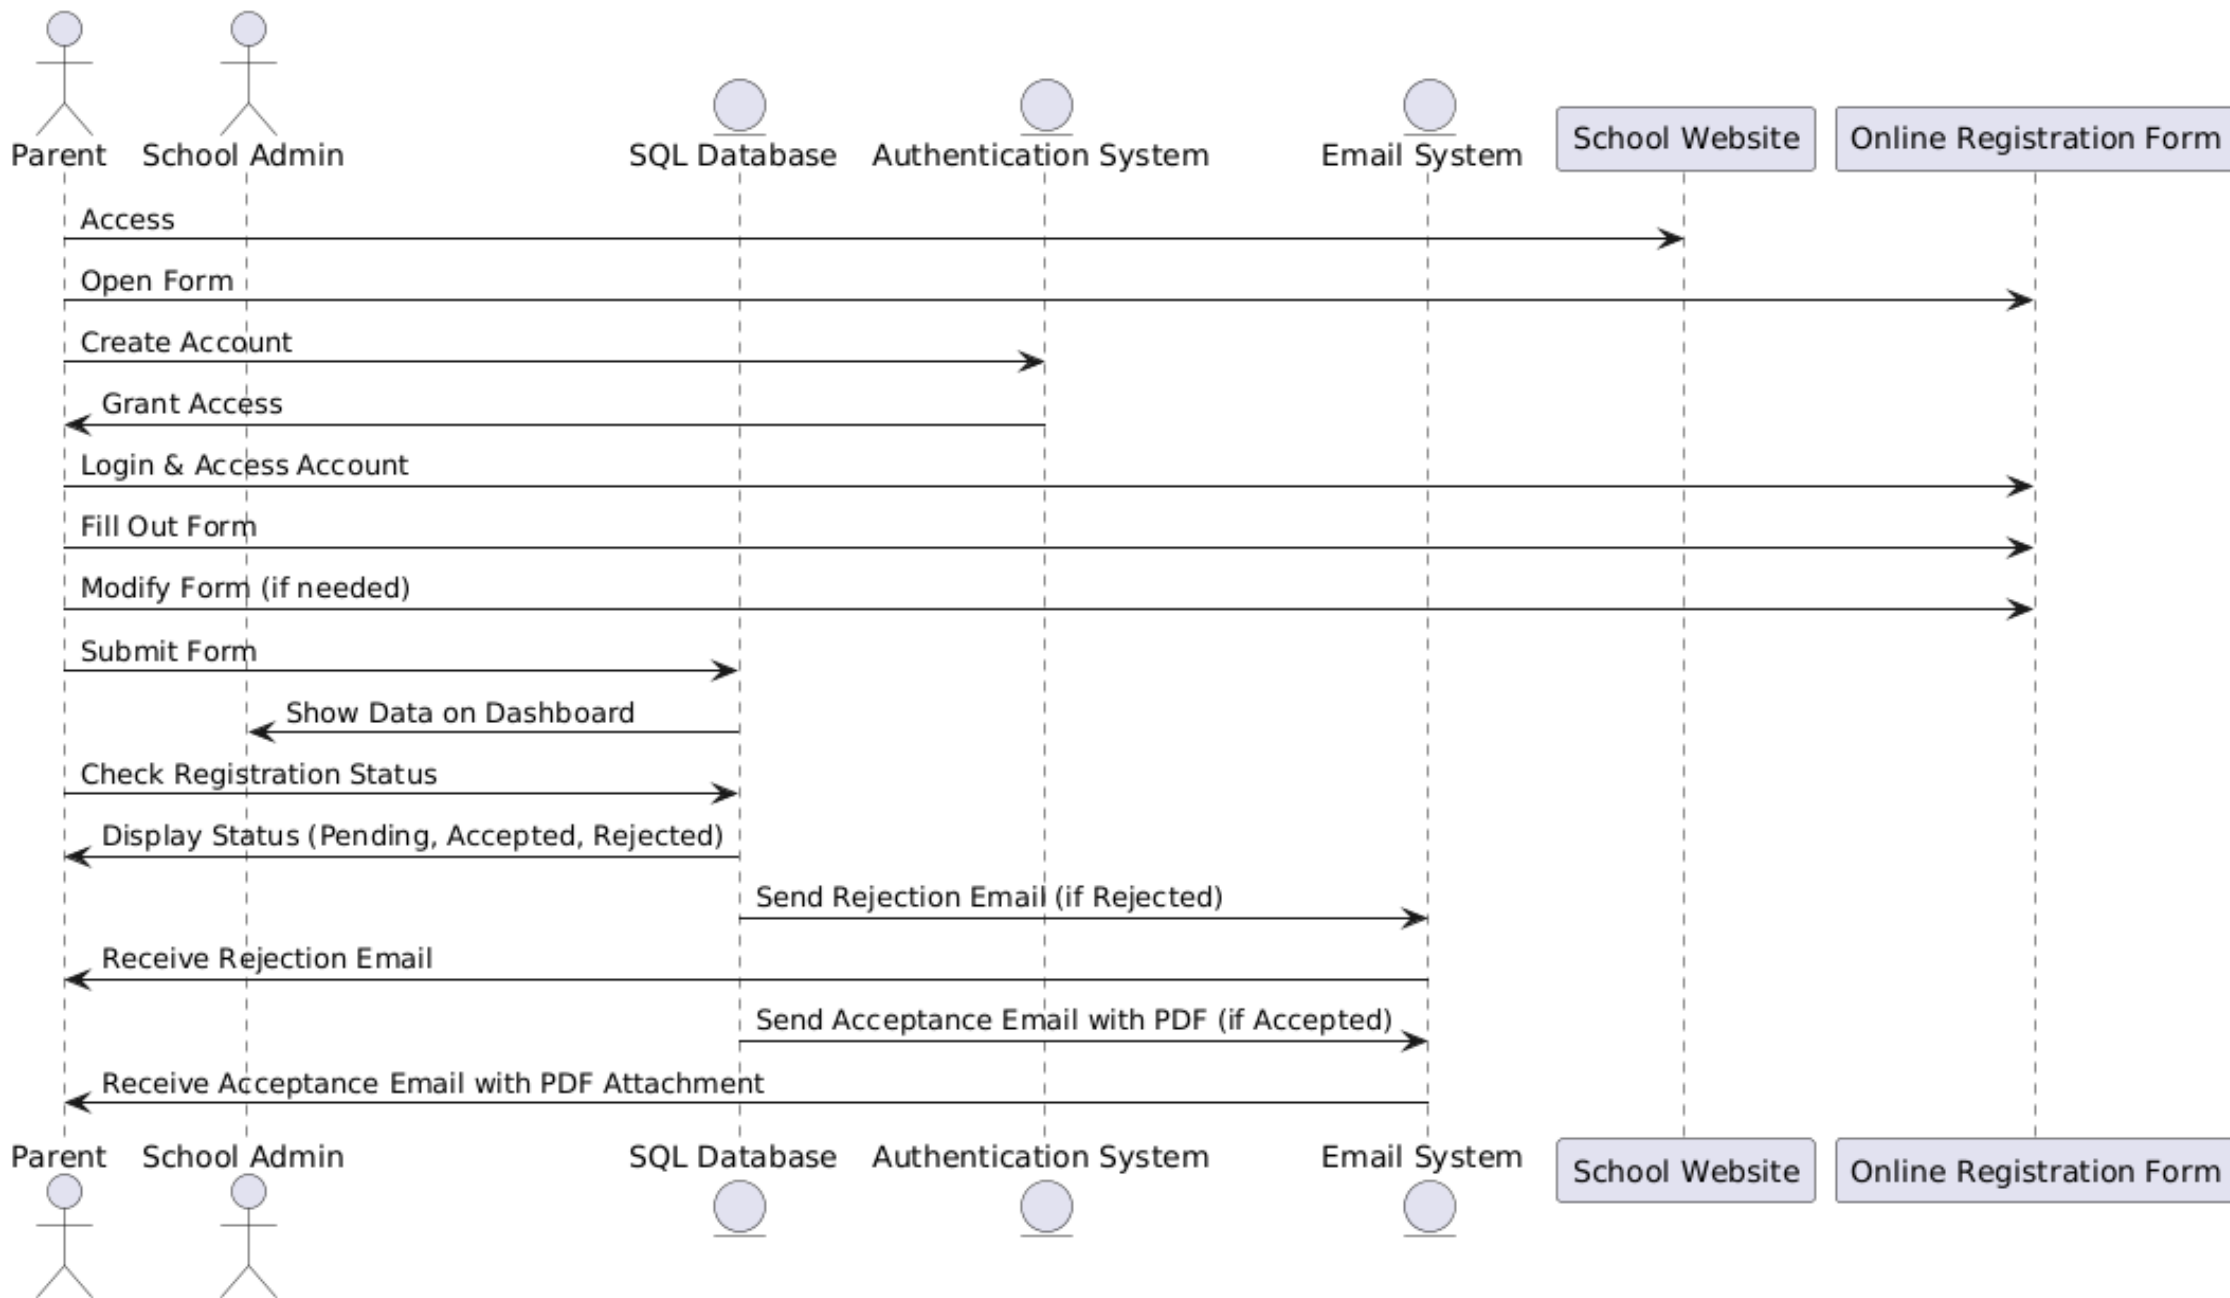 Parent
School Admin
SQL Database
Authentication System
Email System
School Website
Online Registration Form
Access
Open Form
Create Account
Grant Access
Login & Access Account
Fill Out Form
Modify Form (if needed)
Submit Form
Show Data on Dashboard
Check Registration Status
Display Status (Pending, Accepted, Rejected)
Send Rejection Email (if Rejected)
Receive Rejection Email
Send Acceptance Email with PDF (if Accepted)
Receive Acceptance Email with PDF Attachment
Parent
School Admin
SQL Database
Authentication System
Email System
School Website
Online Registration Form